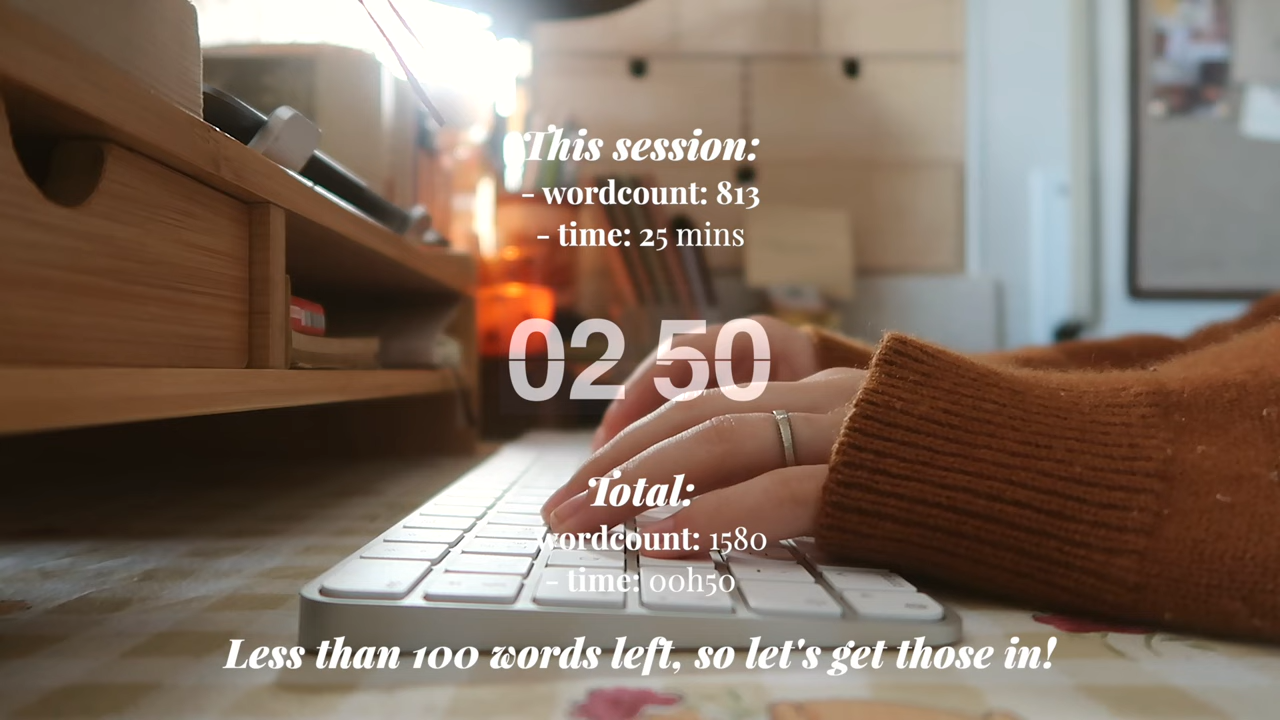 This session:
- wordcount: 813
- time: 25 mins
02 50
Total:
- wordcount: 1580
- time: 00h50
Less than 100 words left, so let's get those in!